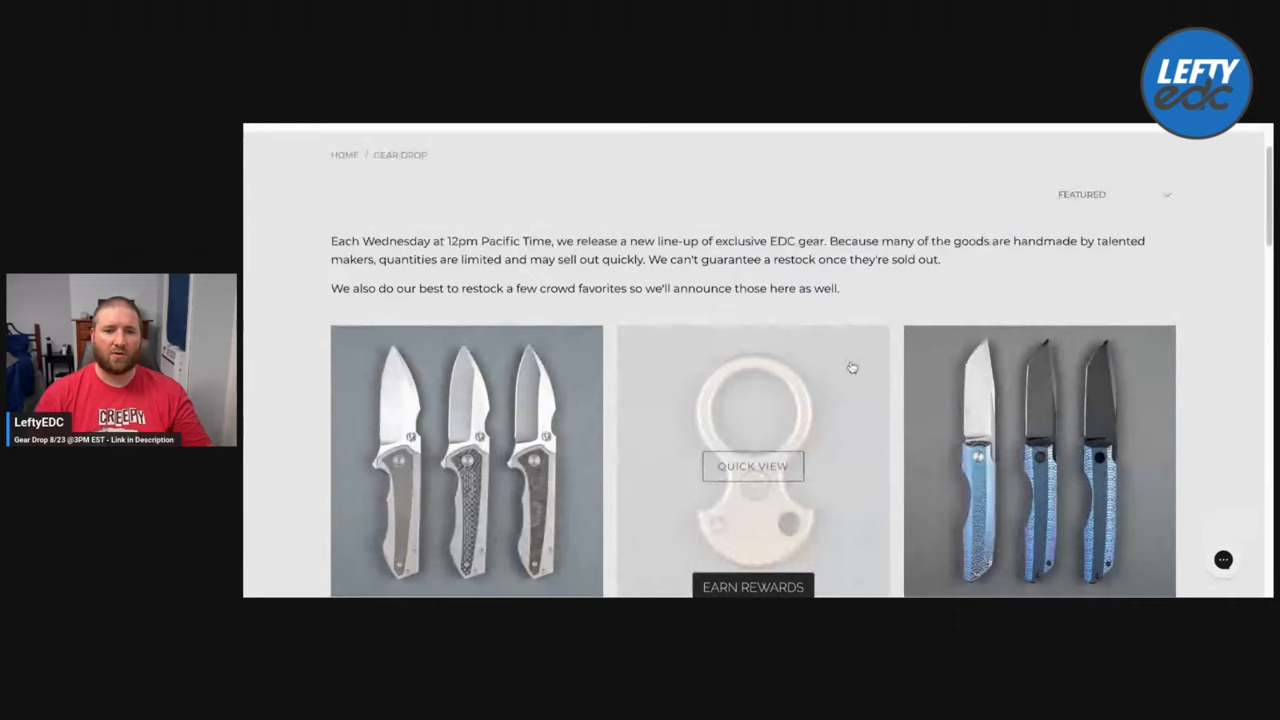 LEFTY
edc
HOME / GEAR DROP
FEATURED
Each Wednesday at 12pm Pacific Time, we release a new line-up of exclusive EDC gear. Because many of the goods are handmade by talented
makers, quantities are limited and may sell out quickly. We can't guarantee a restock once they're sold out.
We also do our best to restock a few crowd favorites so we'll announce those here as well.
QUICK VIEW
EARN REWARDS
CREEPY
LeftyEDC
Gear Drop 8/23 @3PM EST - Link in Description